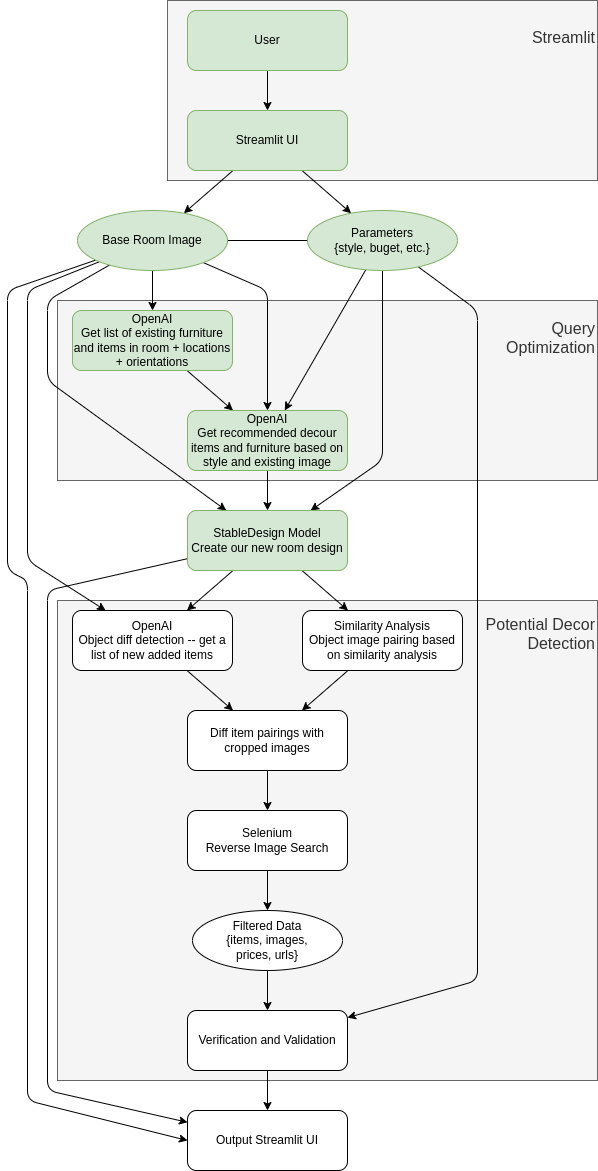 User
Streamlit
Streamlit UI
Base Room Image
Parameters
{style, buget, etc.}
Query
Optimization
OpenAI
Get list of existing furniture
and items in room + locations
+ orientations
OpenAI
Get recommended decour
items and furniture based on
style and existing image
StableDesign Model
Create our new room design
Potential Decor
Detection
OpenAI
Object diff detection -- get a
list of new added items
Similarity Analysis
Object image pairing based
on similarity analysis
Diff item pairings with
cropped images
Selenium
Reverse Image Search
Filtered Data
{items, images,
prices, urls}
Verification and Validation
Output Streamlit UI